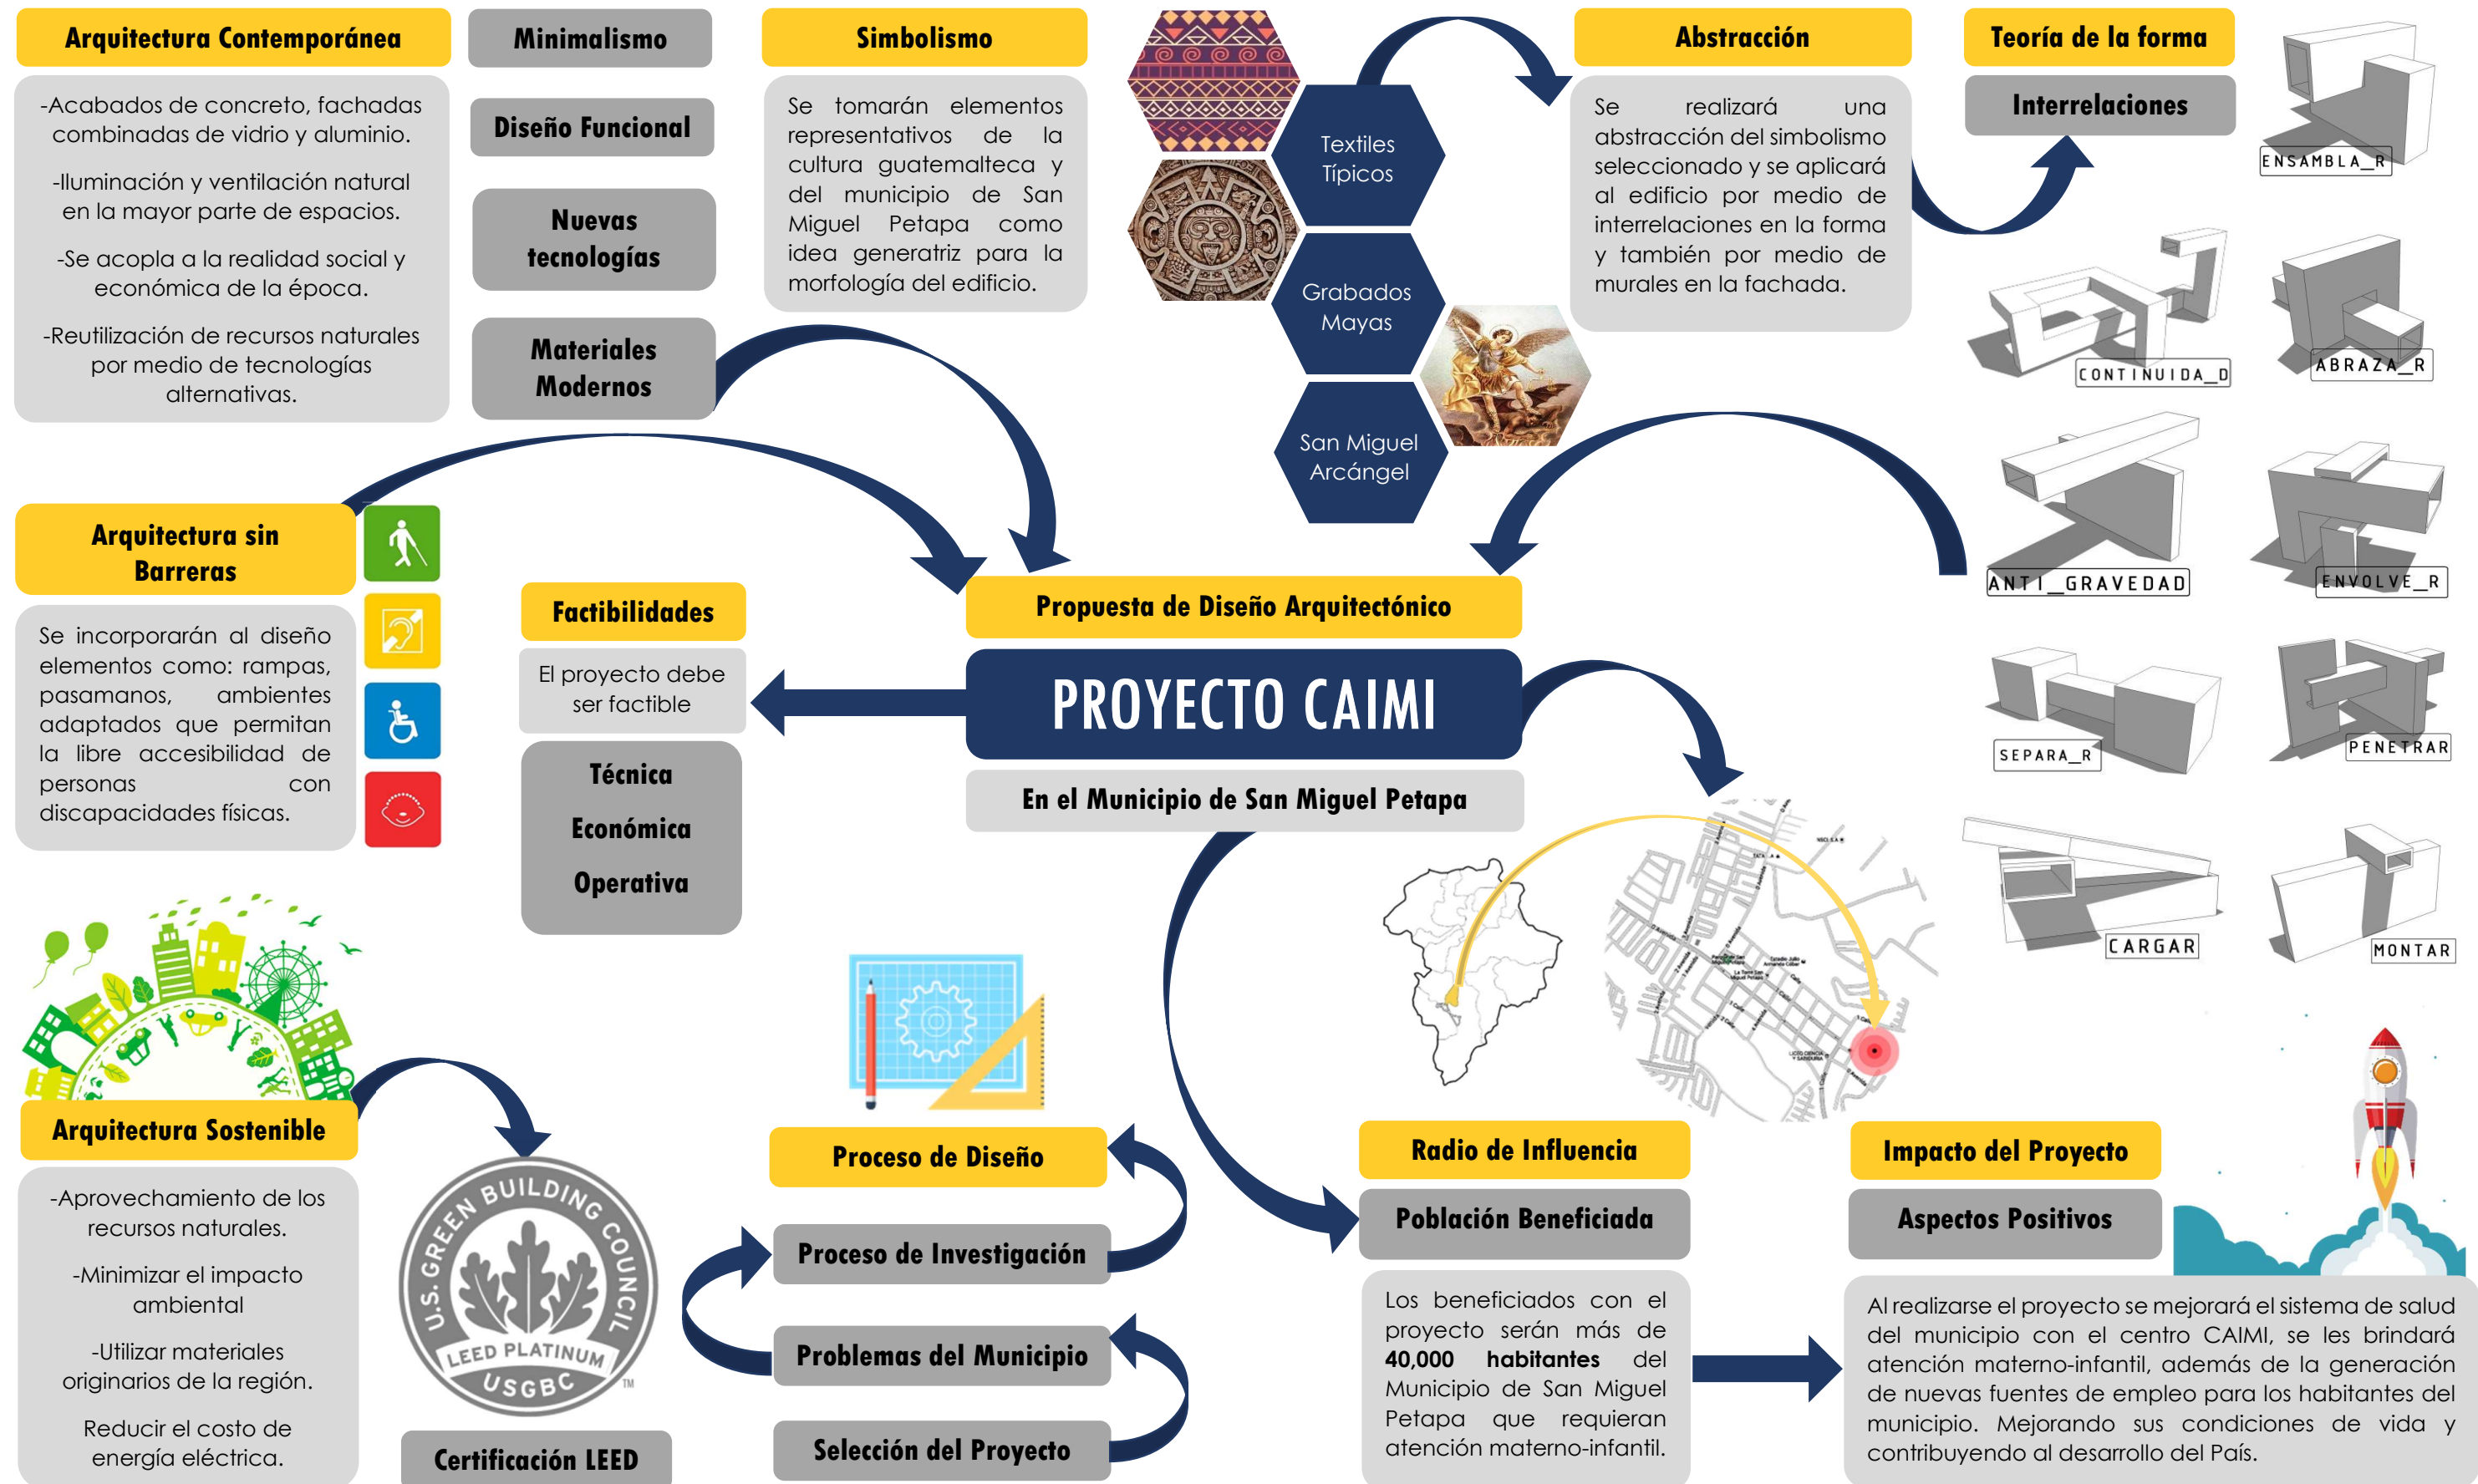 Arquitectura Contemporánea
-Acabados de concreto, fachadas
combinadas de vidrio y aluminio.
-Iluminación y ventilación natural
en la mayor parte de espacios.
-Se acopla a la realidad social y
económica de la época.
-Reutilización de recursos naturales
por medio de tecnologías
alternativas.
Minimalismo
Diseño Funcional
Nuevas
tecnologías
Materiales
Modernos
Simbolismo
Se tomarán elementos
representativos de la
cultura guatemalteca y
del municipio de San
Miguel Petapa como
idea generatriz para la
morfología del edificio.
Textiles
Típicos
Grabados
Mayas
San Miguel
Arcángel
Abstracción
Se realizará una
abstracción del simbolismo
seleccionado y se aplicará
al edificio por medio de
interrelaciones en la forma
y también por medio de
murales en la fachada.
Teoría de la forma
Interrelaciones
ENSAMBLA_R
CONTINUIDA_D
ABRAZA_R
ANTI_GRAVEDAD
ENVOLVE_R
SEPARA_R
PENETRAR
CARGAR
MONTAR
Arquitectura sin
Barreras
Se incorporarán al diseño
elementos como: rampas,
pasamanos, ambientes
adaptados que permitan
la libre accesibilidad de
personas con
discapacidades físicas.
Factibilidades
El proyecto debe
ser factible
Técnica
Económica
Operativa
Propuesta de Diseño Arquitectónico
PROYECTO CAIMI
En el Municipio de San Miguel Petapa
Arquitectura Sostenible
-Aprovechamiento de los
recursos naturales.
-Minimizar el impacto
ambiental
-Utilizar materiales
originarios de la región.
Reducir el costo de
energía eléctrica.
U.S. GREEN BUILDING COUNCIL
LEED PLATINUM
USGBC
TM
Certificación LEED
Proceso de Diseño
Proceso de Investigación
Problemas del Municipio
Selección del Proyecto
Radio de Influencia
Población Beneficiada
Los beneficiados con el
proyecto serán más de
40,000 habitantes del
Municipio de San Miguel
Petapa que requieran
atención materno-infantil.
Impacto del Proyecto
Aspectos Positivos
Al realizarse el proyecto se mejorará el sistema de salud
del municipio con el centro CAIMI, se les brindará
atención materno-infantil, además de la generación
de nuevas fuentes de empleo para los habitantes del
municipio. Mejorando sus condiciones de vida y
contribuyendo al desarrollo del País.